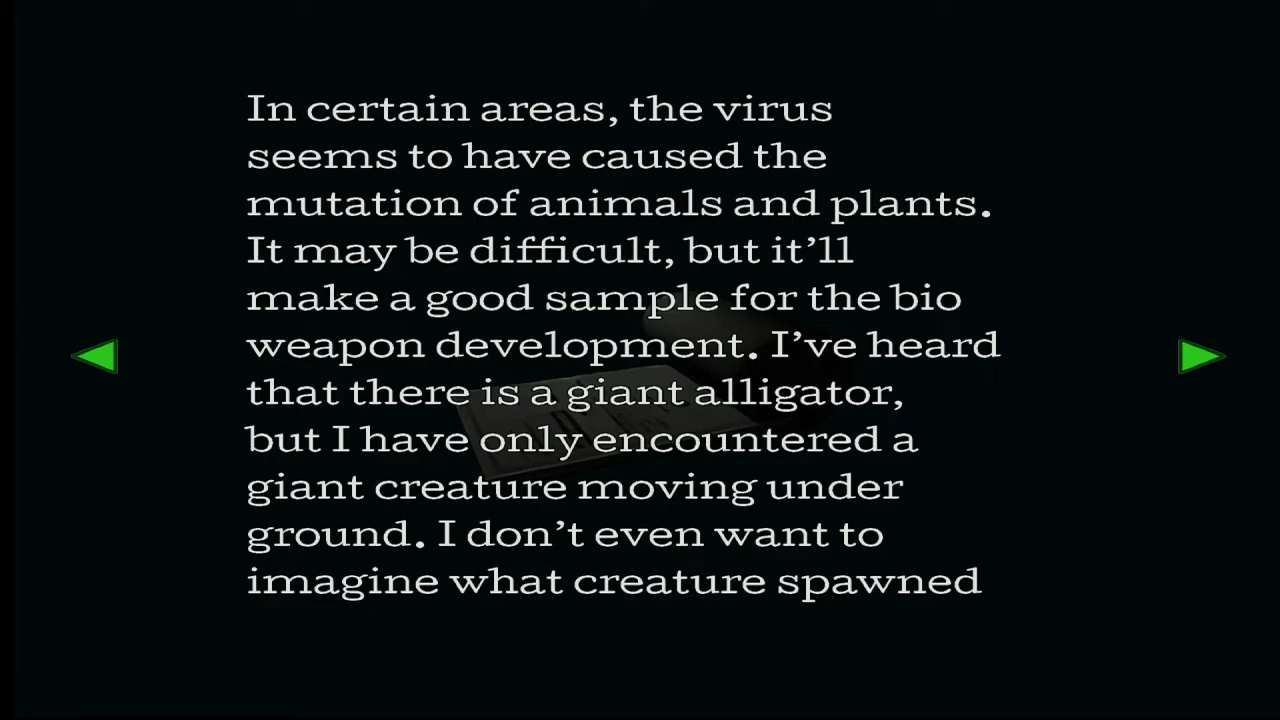 In certain areas, the virus
seems to have caused the
mutation of animals and plants.
It may be difficult, but it’ll
make a good sample for the bio
weapon development. I’ve heard
that there is a giant alligator,
but I have only encountered a
giant creature moving under
ground. I don’t even want to
imagine what creature spawned